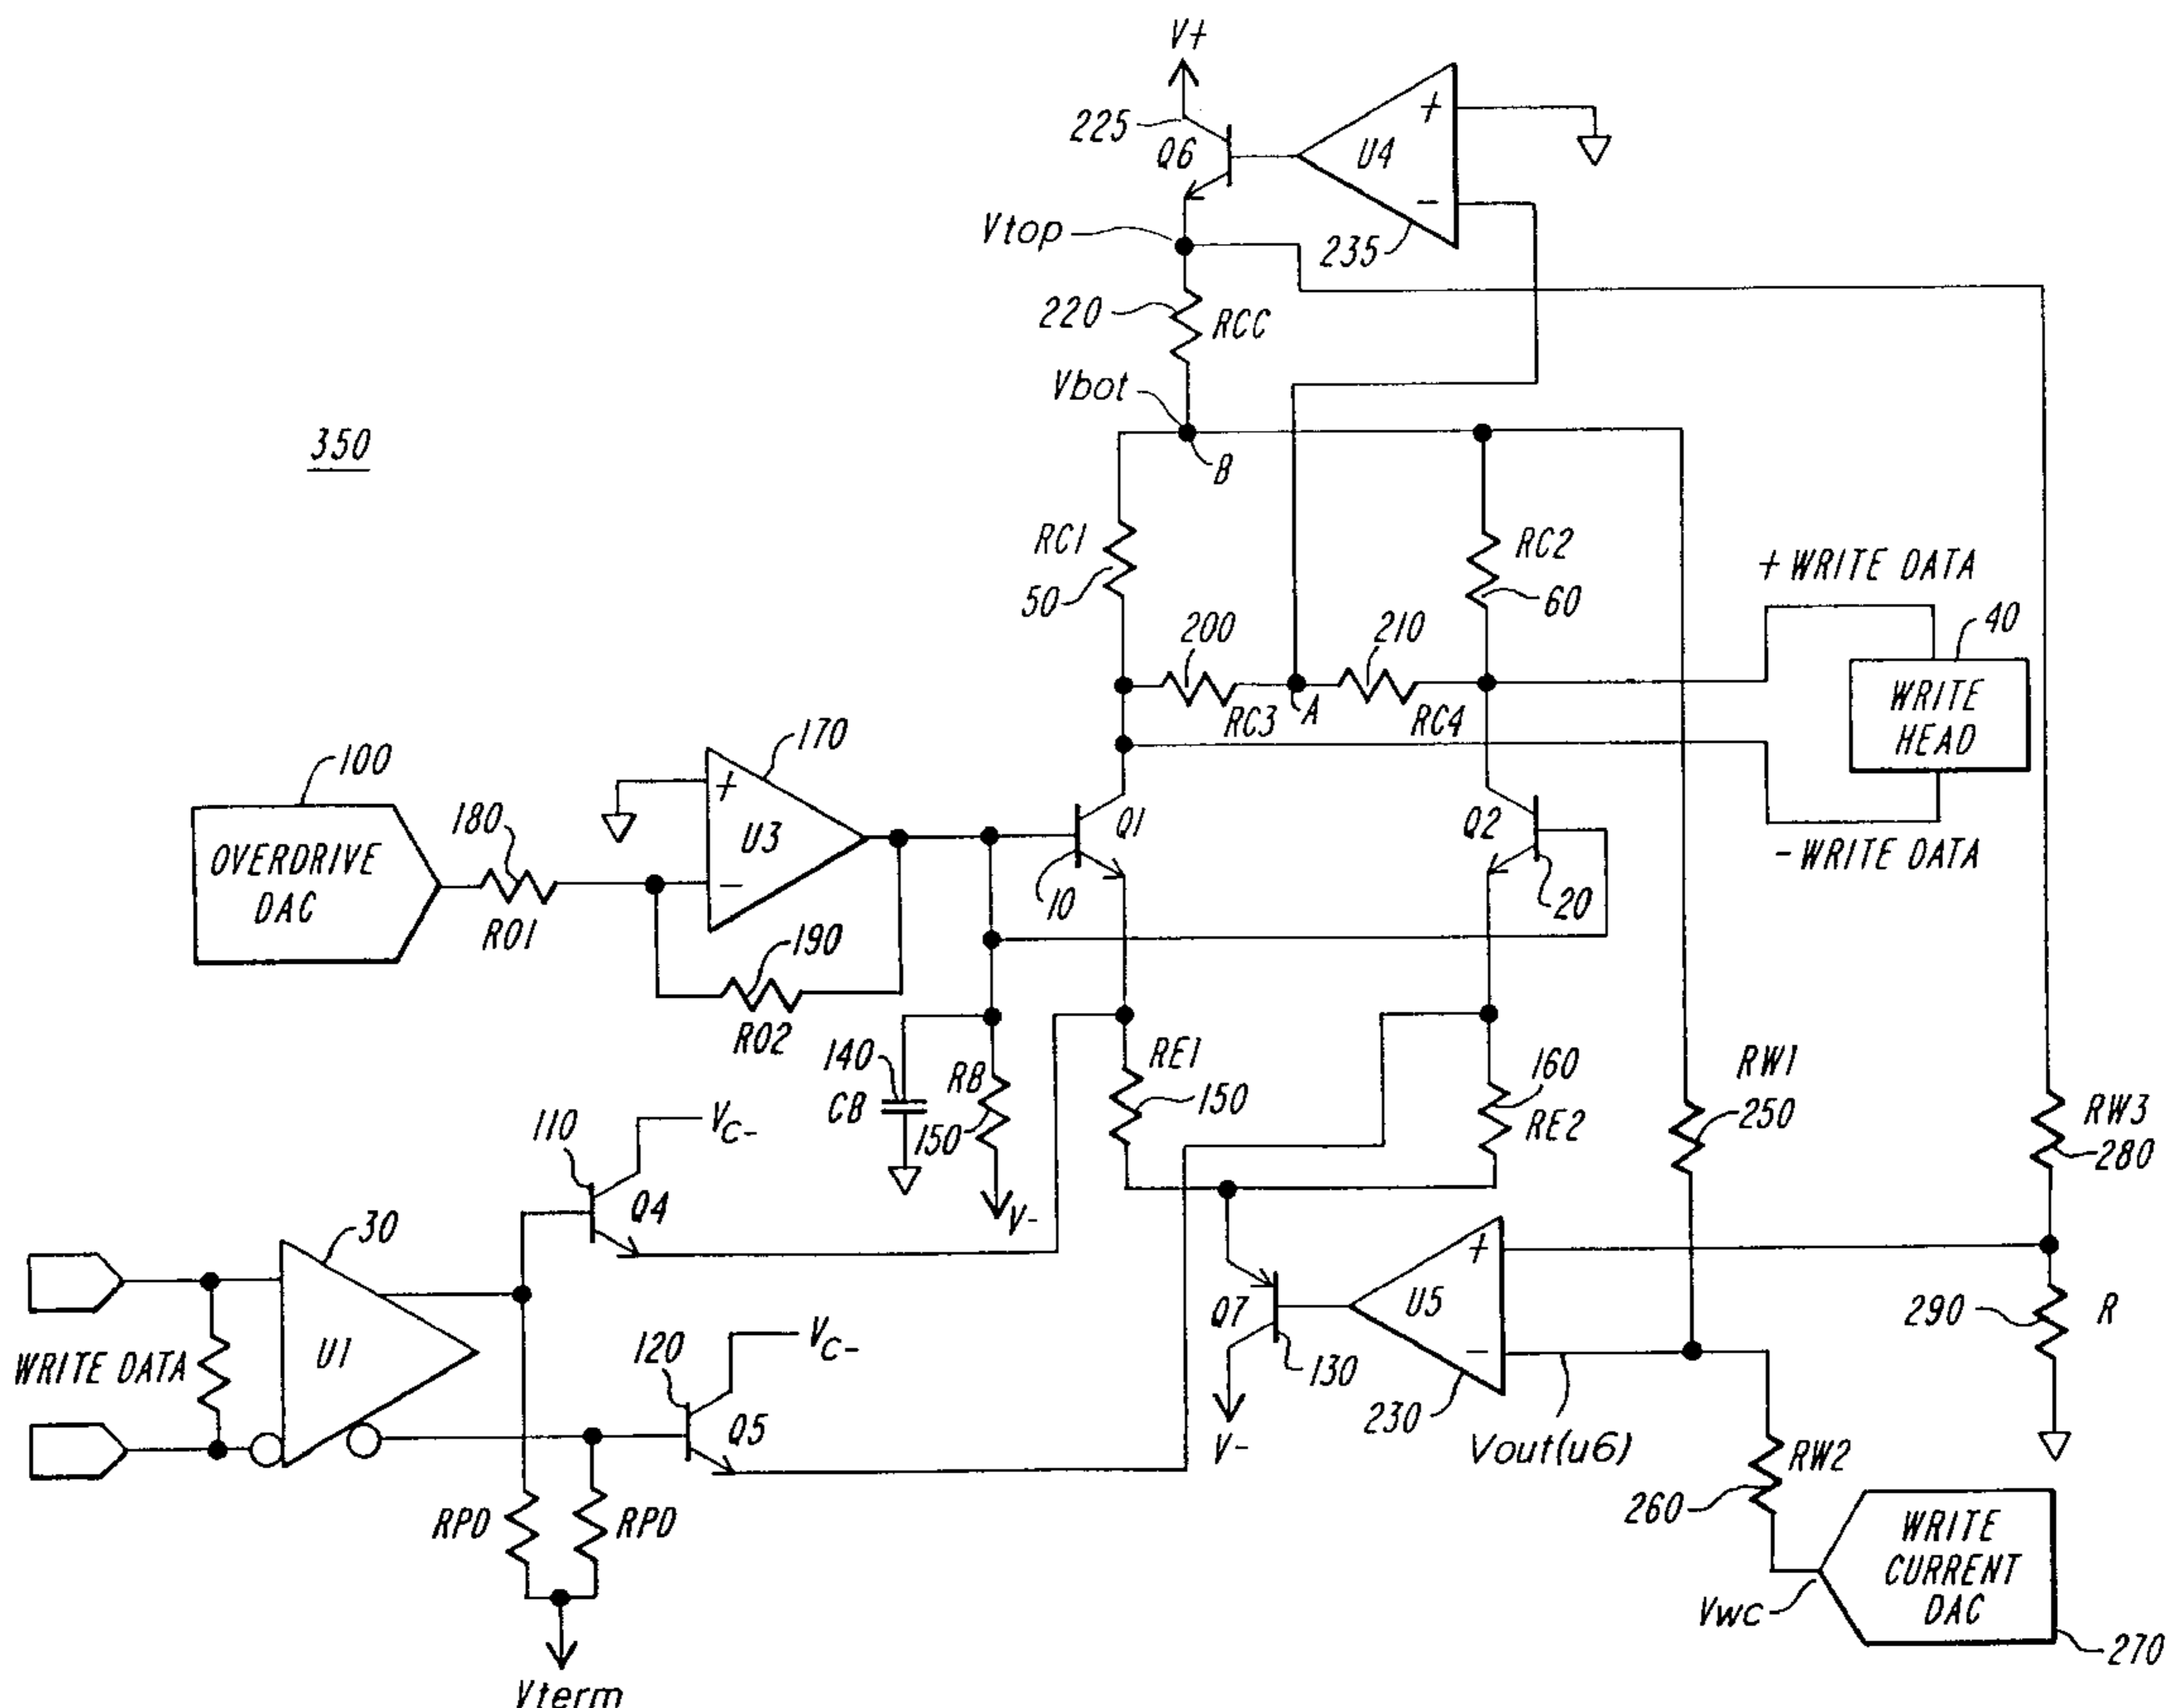 V+
225
Q6
+
U4
-
235
Vtop
220
RCC
Vbot
B
350
RC1
50
RC2
60
200
210
RC3
A
RC4
+ WRITE DATA
40
WRITE
HEAD
- WRITE DATA
100
OVERDRIVE
DAC
180
RO1
170
+
U3
-
190
RO2
Q1
10
Q2
20
140
CB
RB
150
V-
RE1
150
160
RE2
RW1
250
RW3
280
110
VC-
Q4
30
U1
WRITE DATA
120
VC-
Q5
Q7
130
V-
+
U5
-
230
Vout(u6)
290
R
RW2
260
RPD
RPD
Vterm
Vwc
WRITE
CURRENT
DAC
270